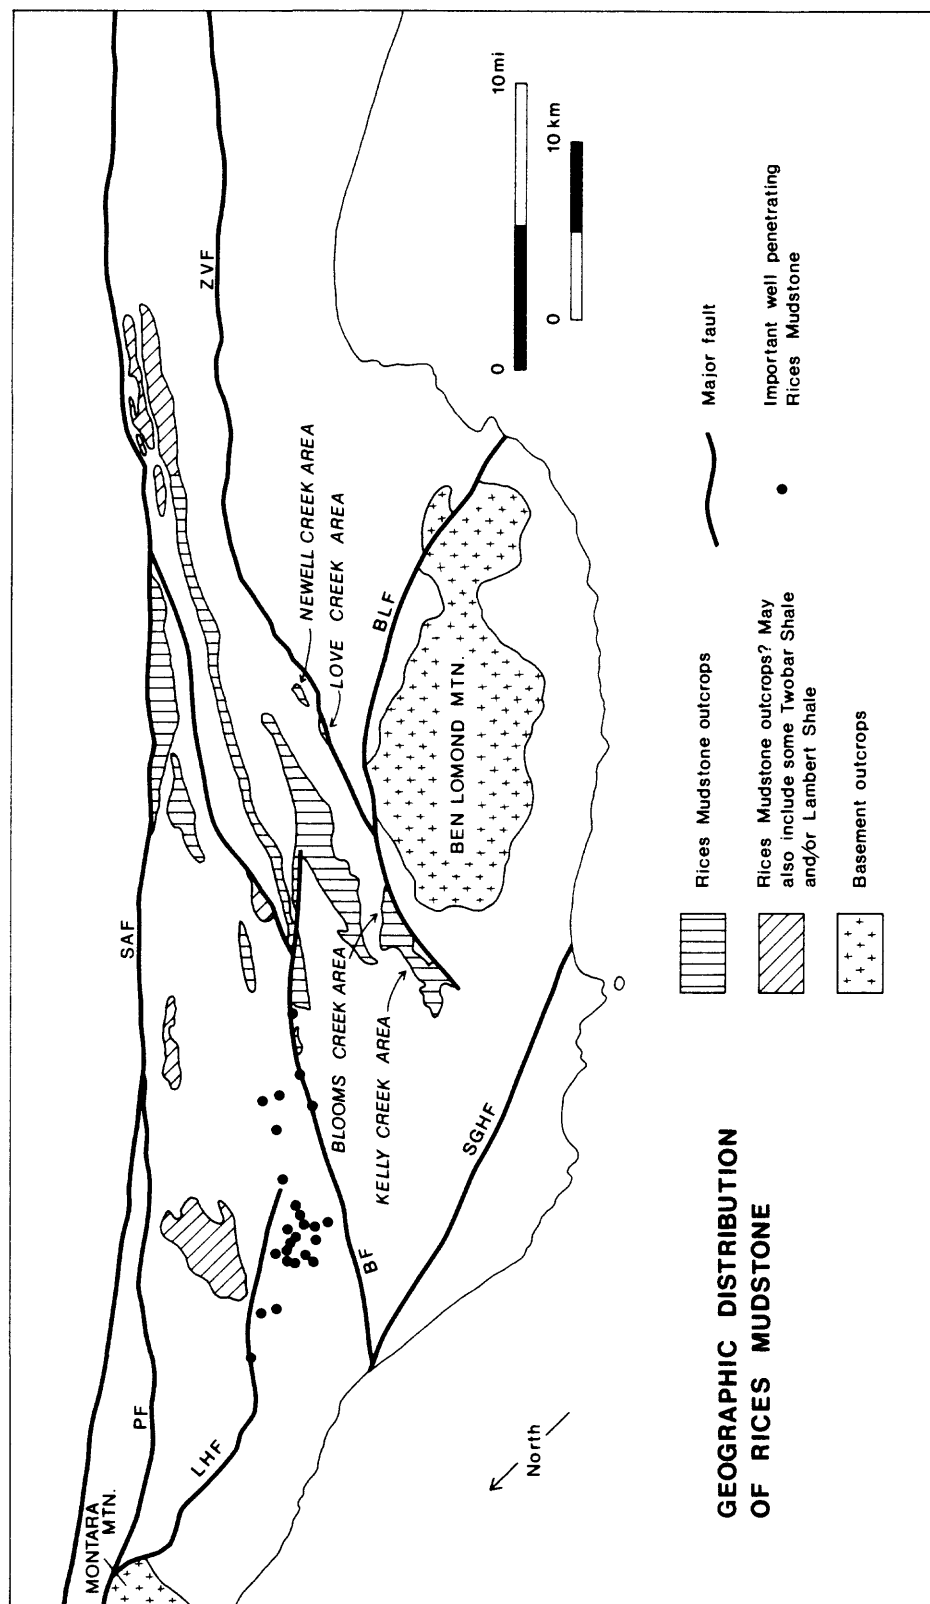 MONTARA
MTN.
PF
SAF
LHF
ZVF
BF
SGHF
BLF
BEN LOMOND MTN.
BLOOMS CREEK AREA
KELLY CREEK AREA
NEWELL CREEK AREA
LOVE CREEK AREA
North
0 10 mi
0 10 km
GEOGRAPHIC DISTRIBUTION
OF RICES MUDSTONE
Rices Mudstone outcrops
Rices Mudstone outcrops? May
also include some Twobar Shale
and/or Lambert Shale
Basement outcrops
Major fault
Important well penetrating
Rices Mudstone